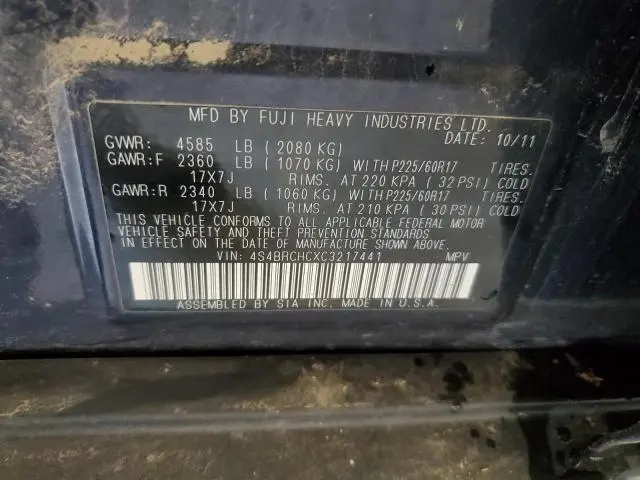 MFD BY FUJI HEAVY INDUSTRIES LTD.
DATE: 10/11
GVWR: 4585 LB (2080 KG)
GAWR:F 2360 LB (1070 KG) WITH P225/60R17 TIRES.
17X7J RIMS. AT 220 KPA (32 PSI) COLD
GAWR:R 2340 LB (1060 KG) WITH P225/60R17 TIRES.
17X7J RIMS. AT 210 KPA (30 PSI) COLD
THIS VEHICLE CONFORMS TO ALL APPLICABLE FEDERAL MOTOR
VEHICLE SAFETY AND THEFT PREVENTION STANDARDS
IN EFFECT ON THE DATE OF MANUFACTURE SHOWN ABOVE.
VIN: 4S4BRCHCXC3217441 MPV
ASSEMBLED BY SIA INC. MADE IN U.S.A.